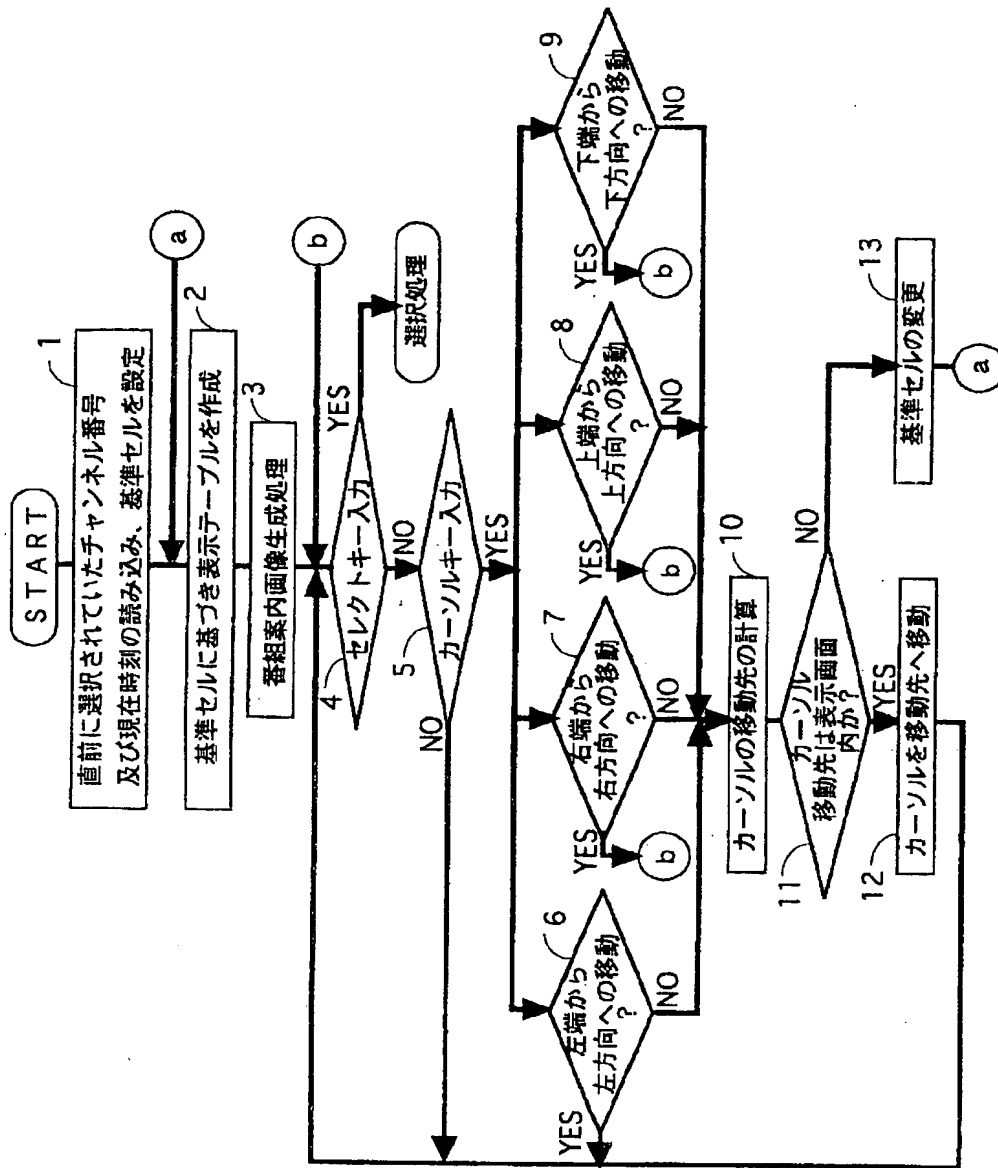 START
1
直前に選択されていたチャンネル番号
及び現在時刻の読み込み、基準セルを設定
a
2
基準セルに基づき表示テーブルを作成
3
番組案内画像生成処理
b
4
セレクトキー入力
YES
選択処理
NO
5
カーソルキー入力
NO
YES
6
左端から
左方向への移動
?
YES
NO
7
右端から
右方向への移動
?
YES
b
NO
8
上端から
上方向への移動
?
YES
b
NO
9
下端から
下方向への移動
?
YES
b
NO
10
カーソルの移動先の計算
11
カーソル
移動先は表示画面
内か?
NO
YES
12
カーソルを移動先へ移動
13
基準セルの変更
a